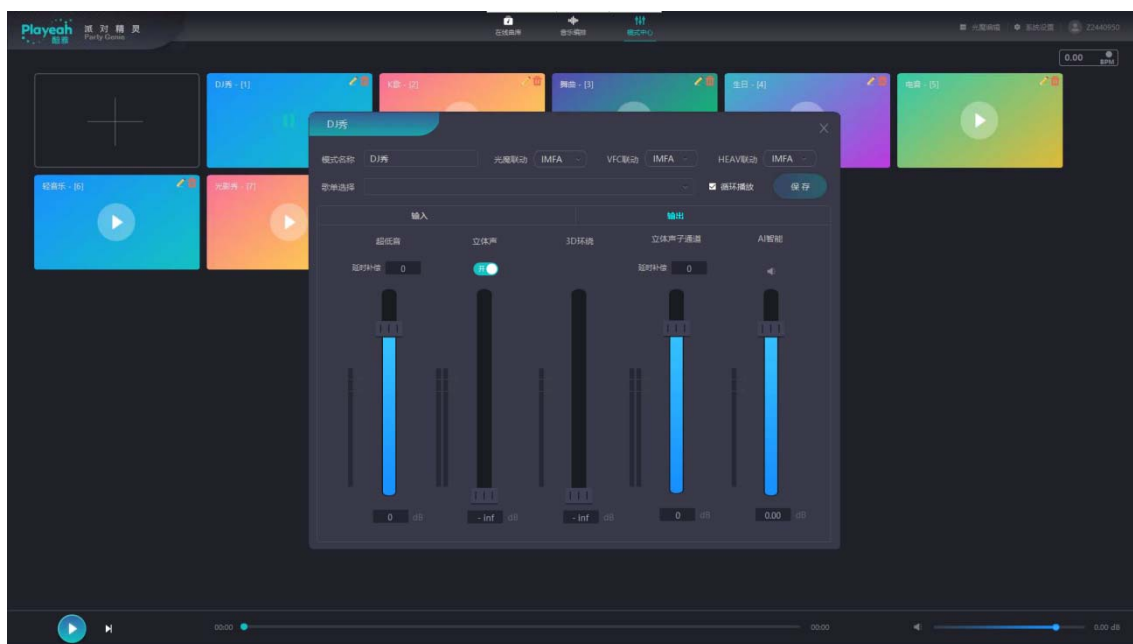 Playeah 派对精灵
酷雅 Party Genie
在线曲库 音乐编辑 模式中心
系统设置 Z2440950
0.00 BPM
DJ秀 - [1] K歌 - [2] 舞曲 - [3] 生日 - [4] 电音 - [5]
轻音乐 - [6] 光影秀 - [7]
DJ秀 X
模式名称 DJ秀 光魔联动 IMFA VFC联动 IMFA HEAV联动 IMFA
歌单选择 循环播放 保存
输入 输出
超低音 立体声 3D环绕 立体声子通道 AI智能
延时补偿 0 开 延时补偿 0
0 dB - Inf dB - Inf dB 0 dB 0.00 dB
00:00 00:00 0.00 dB